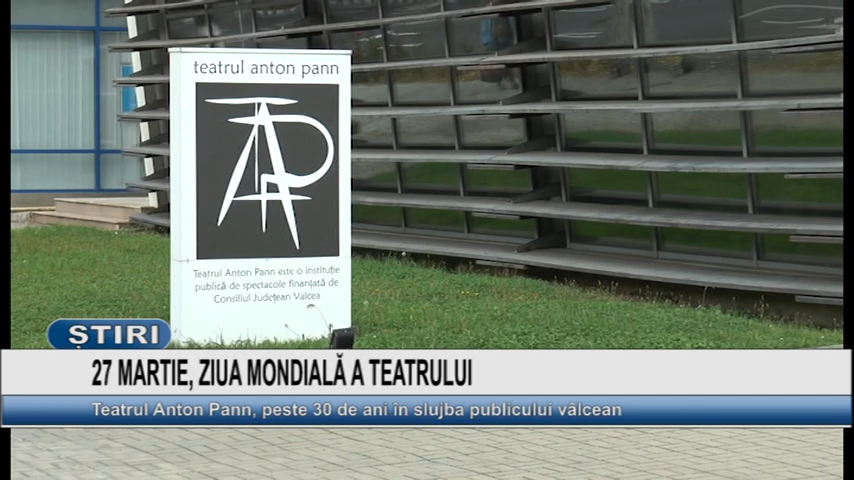 teatrul anton pann
TAP
Teatrul Anton Pann este o instituție
publică de spectacole finanțată de
Consiliul Județean Vâlcea
ȘTIRI
27 MARTIE, ZIUA MONDIALĂ A TEATRULUI
Teatrul Anton Pann, peste 30 de ani în slujba publicului vâlcean